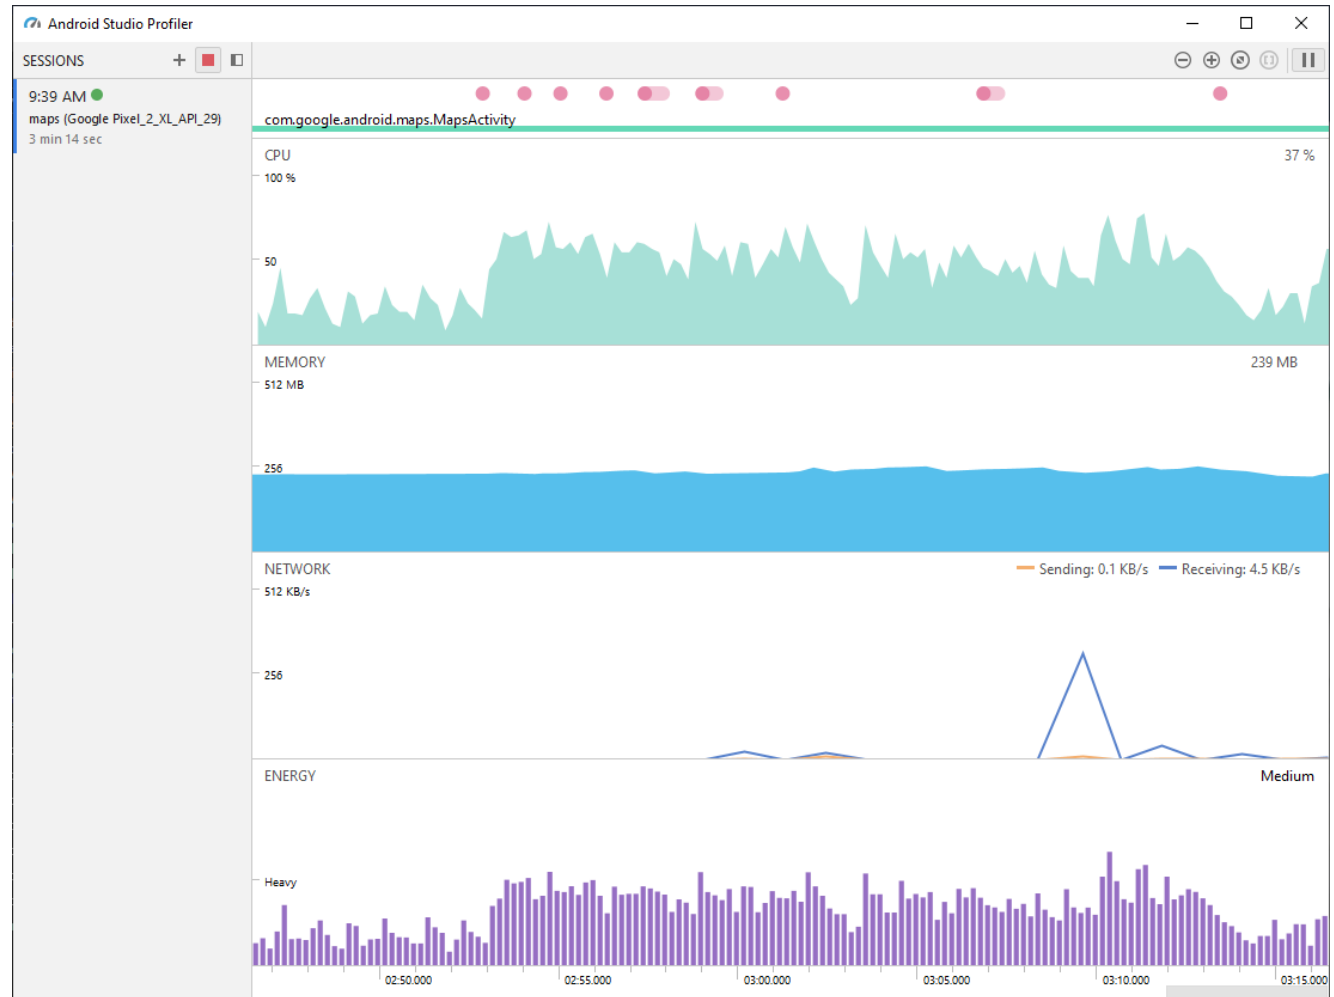 Android Studio Profiler
SESSIONS
9:39 AM
maps (Google Pixel_2_XL_API_29)
3 min 14 sec
com.google.android.maps.MapsActivity
CPU 37 %
100 %
50
MEMORY 239 MB
512 MB
256
NETWORK Sending: 0.1 KB/s Receiving: 4.5 KB/s
512 KB/s
256
ENERGY Medium
Heavy
02:50.000 02:55.000 03:00.000 03:05.000 03:10.000 03:15.000